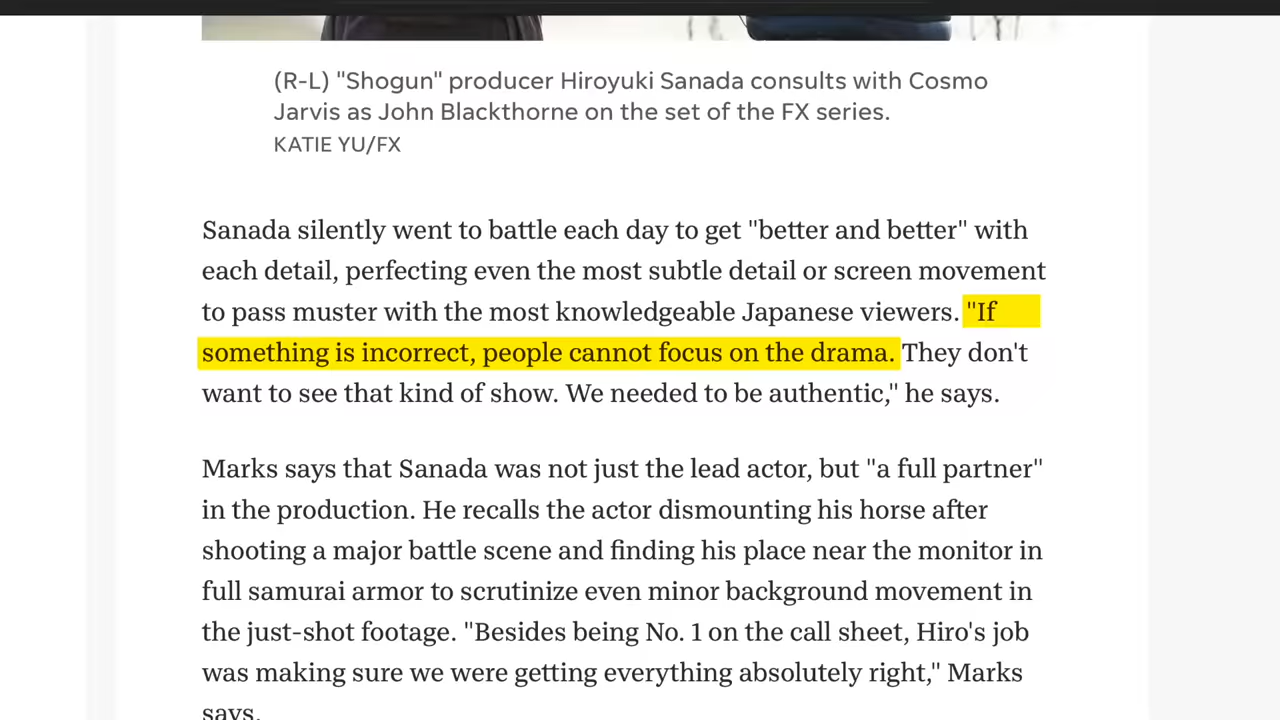 (R-L) "Shogun" producer Hiroyuki Sanada consults with Cosmo
Jarvis as John Blackthorne on the set of the FX series.
KATIE YU/FX
Sanada silently went to battle each day to get "better and better" with
each detail, perfecting even the most subtle detail or screen movement
to pass muster with the most knowledgeable Japanese viewers. "If
something is incorrect, people cannot focus on the drama. They don't
want to see that kind of show. We needed to be authentic," he says.
Marks says that Sanada was not just the lead actor, but "a full partner"
in the production. He recalls the actor dismounting his horse after
shooting a major battle scene and finding his place near the monitor in
full samurai armor to scrutinize even minor background movement in
the just-shot footage. "Besides being No. 1 on the call sheet, Hiro's job
was making sure we were getting everything absolutely right," Marks
says.